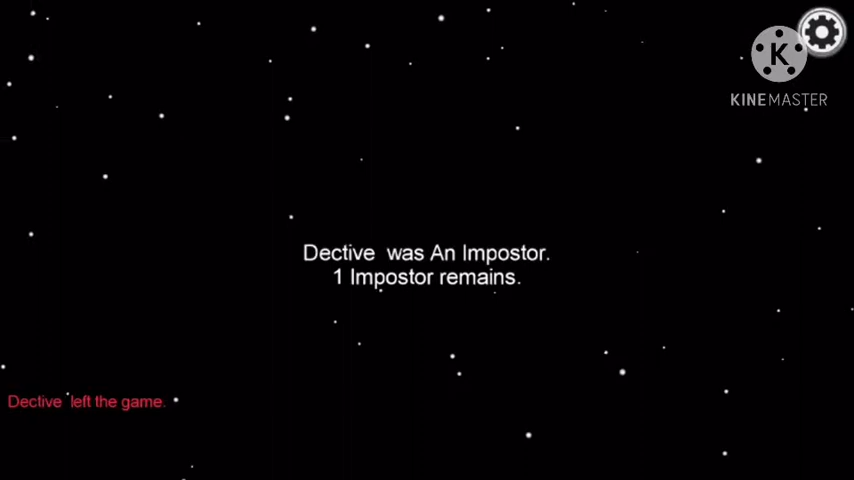 K
KINEMASTER
Dective was An Impostor.
1 Impostor remains.
Dective left the game.